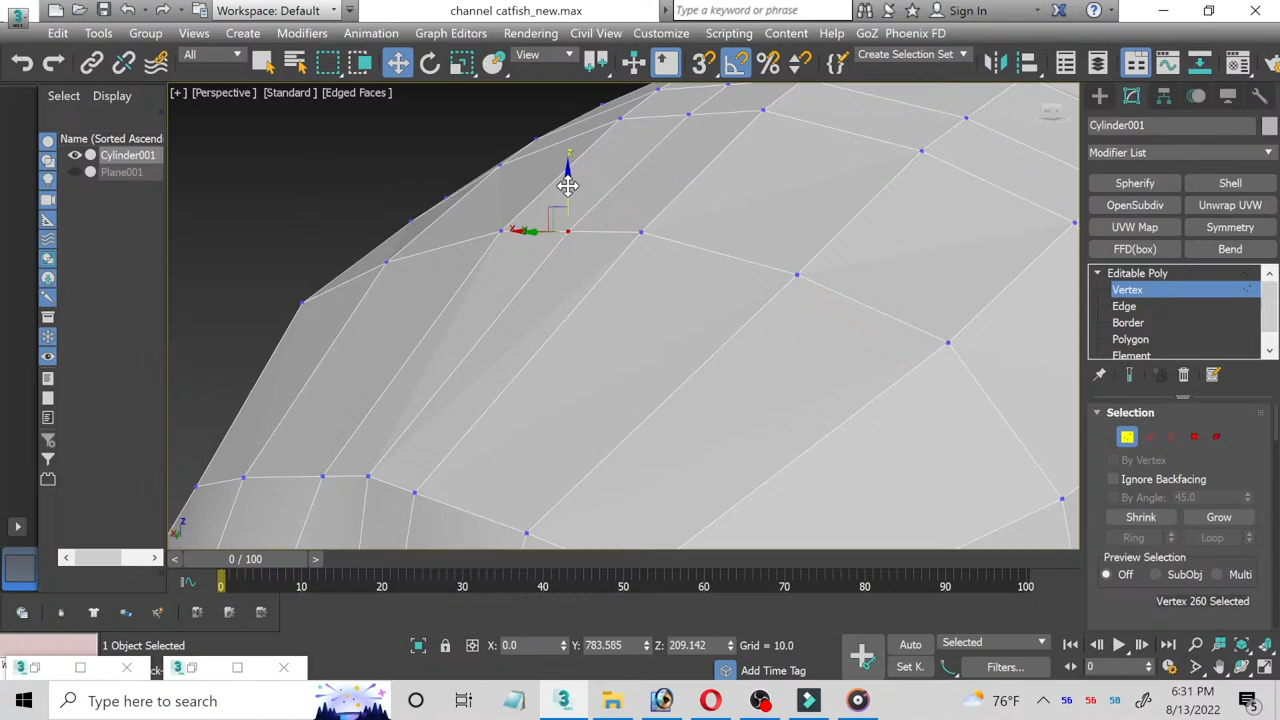 Workspace: Default
channel catfish_new.max
Type a keyword or phrase
Sign In
Edit Tools Group Views Create Modifiers Animation Graph Editors Rendering Civil View Customize Scripting Content Help GoZ Phoenix FD
All
View
Create Selection Set
Select Display
[+] [Perspective] [Standard] [Edged Faces]
Name (Sorted Ascend
Cylinder001
Plane001
Cylinder001
Modifier List
Spherify Shell
OpenSubdiv Unwrap UVW
UVW Map Symmetry
FFD(box) Bend
Editable Poly
Vertex
Edge
Border
Polygon
Element
Selection
By Vertex
Ignore Backfacing
By Angle: 45.0
Shrink Grow
Ring Loop
Preview Selection
Off SubObj Multi
Vertex 260 Selected
z
x
y
z
x
0 / 100
0 10 20 30 40 50 60 70 80 90 100
1 Object Selected
X: 0.0 Y: 783.585 Z: 209.142 Grid = 10.0
Auto Selected
Set K. Filters...
0
Add Time Tag
Type here to search
76°F
56 56 58
6:31 PM
8/13/2022
5